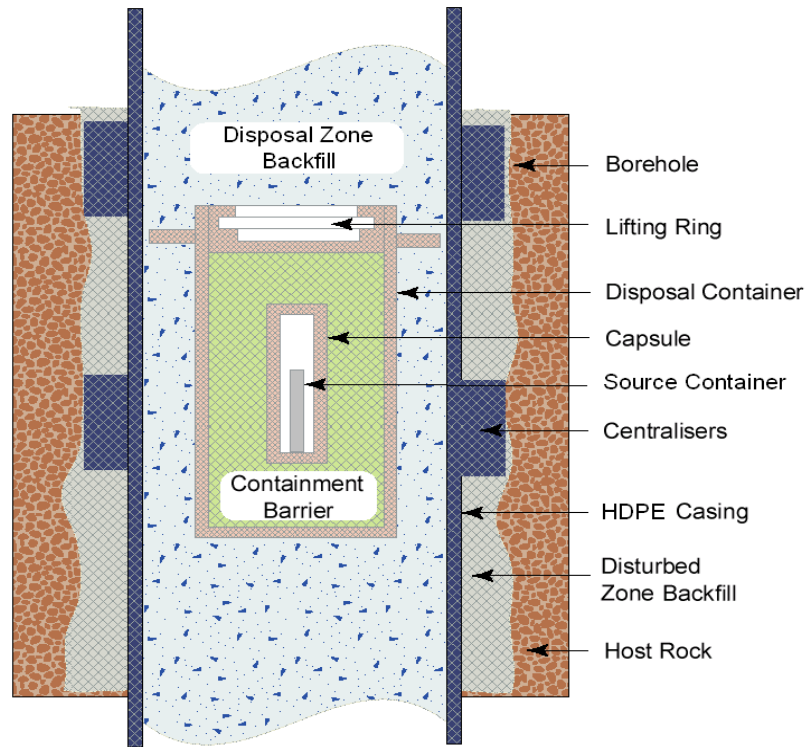 Disposal Zone
Backfill
Borehole
Lifting Ring
Disposal Container
Capsule
Source Container
Centralisers
Containment
Barrier
HDPE Casing
Disturbed
Zone Backfill
Host Rock